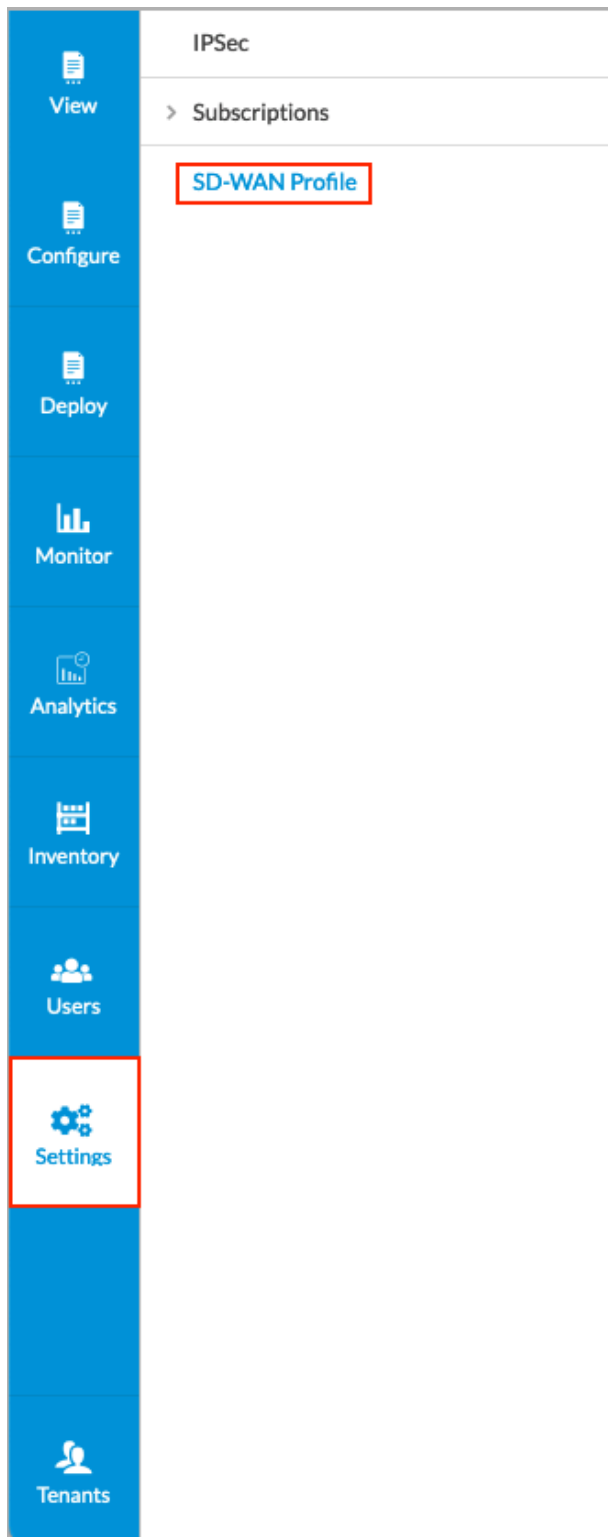 View
Configure
Deploy
Monitor
Analytics
Inventory
Users
Settings
Tenants
IPSec
Subscriptions
SD-WAN Profile